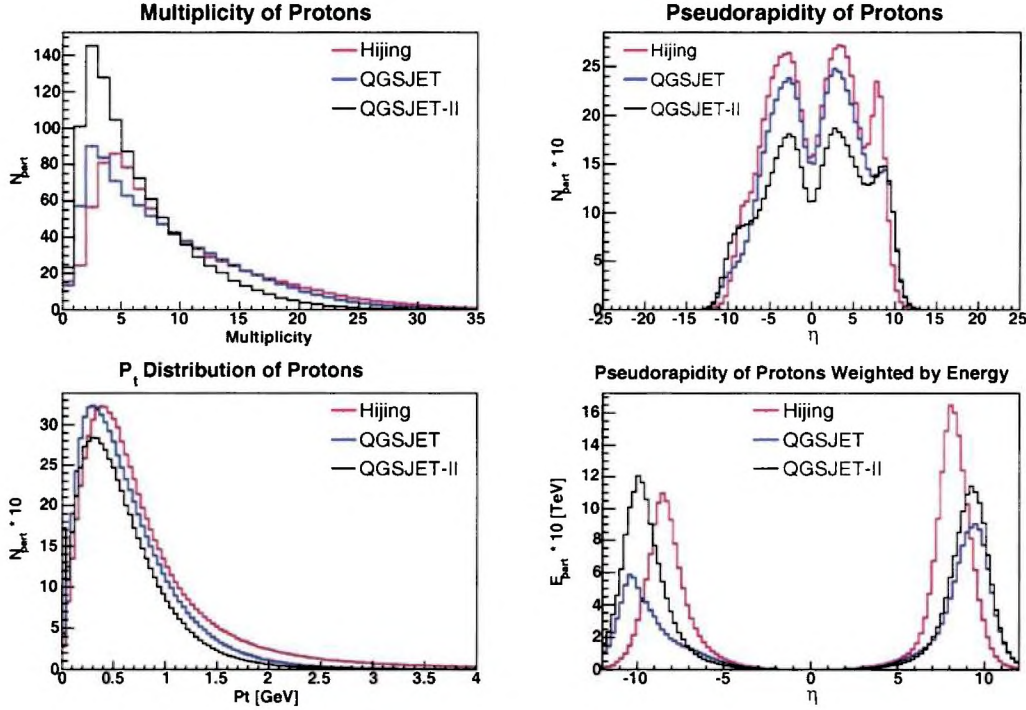 Multiplicity of Protons
N_part
140
120
100
80
60
40
20
0
Hijing
QGSJET
QGSJET-II
0 5 10 15 20 25 30 35
Multiplicity
Pseudorapidity of Protons
N_part * 10
25
20
15
10
5
0
Hijing
QGSJET
QGSJET-II
-25 -20 -15 -10 -5 0 5 10 15 20 25
η
P_t Distribution of Protons
N_part * 10
30
25
20
15
10
5
0
Hijing
QGSJET
QGSJET-II
0 0.5 1 1.5 2 2.5 3 3.5 4
Pt [GeV]
Pseudorapidity of Protons Weighted by Energy
E_part * 10 [TeV]
16
14
12
10
8
6
4
2
0
Hijing
QGSJET
QGSJET-II
-10 -5 0 5 10
η